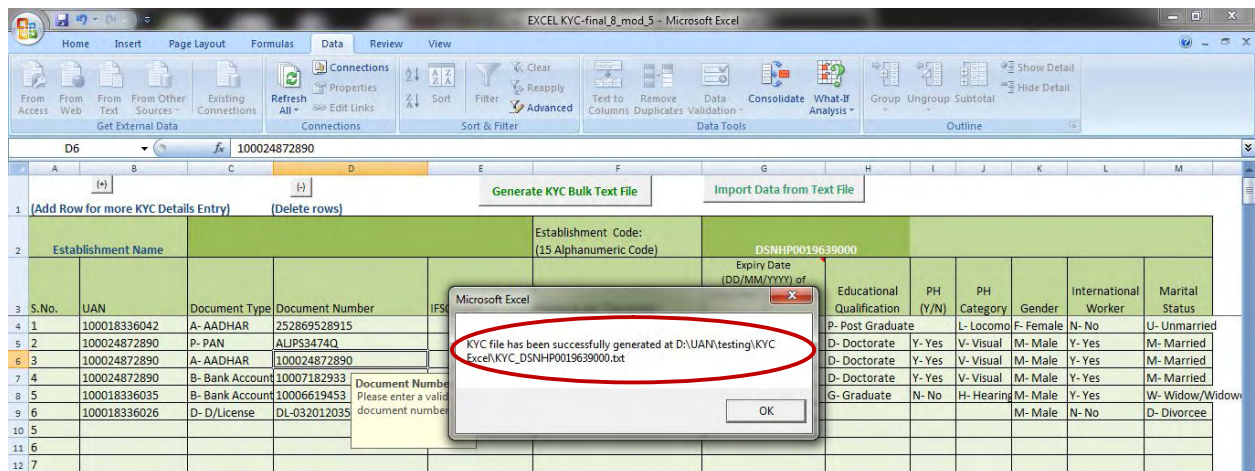 EXCEL KYC-final_8_mod_5 - Microsoft Excel
Home Insert Page Layout Formulas Data Review View
From Access
From Web
From Text
From Other Sources
Existing Connections
Get External Data
Refresh All
Connections
Properties
Edit Links
Connections
Sort
Filter
Clear
Reapply
Advanced
Sort & Filter
Text to Columns
Remove Duplicates
Data Validation
Consolidate
What-If Analysis
Data Tools
Group
Ungroup
Subtotal
Show Detail
Hide Detail
Outline
D6 fx 100024872890
A B C D E F G H I J K L M
1 (+) (-) Generate KYC Bulk Text File Import Data from Text File
(Add Row for more KYC Details Entry) (Delete rows)
2 Establishment Name Establishment Code: (15 Alphanumeric Code) DSNHP0019639000
3 S.No. UAN Document Type Document Number IFSC Expiry Date (DD/MM/YYYY) of Educational Qualification PH (Y/N) PH Category Gender International Worker Marital Status
4 1 100018336042 A- AADHAR 252869528915 P- Post Graduate L- Locomo F- Female N- No U- Unmarried
5 2 100024872890 P- PAN ALJPS3474Q D- Doctorate Y- Yes V- Visual M- Male Y- Yes M- Married
6 3 100024872890 A- AADHAR 100024872890 D- Doctorate Y- Yes V- Visual M- Male Y- Yes M- Married
7 4 100024872890 B- Bank Account 10007182933 D- Doctorate Y- Yes V- Visual M- Male Y- Yes M- Married
8 5 100018336035 B- Bank Account 10006619453 G- Graduate N- No H- Hearing M- Male Y- Yes W- Widow/Widow
9 6 100018336026 D- D/License DL-032012035 M- Male N- No D- Divorcee
10 5
11 6
12 7
Document Numbe
Please enter a valid
document number
Microsoft Excel
KYC file has been successfully generated at D:\UAN\testing\KYC
Excel\KYC_DSNHP0019639000.txt
OK